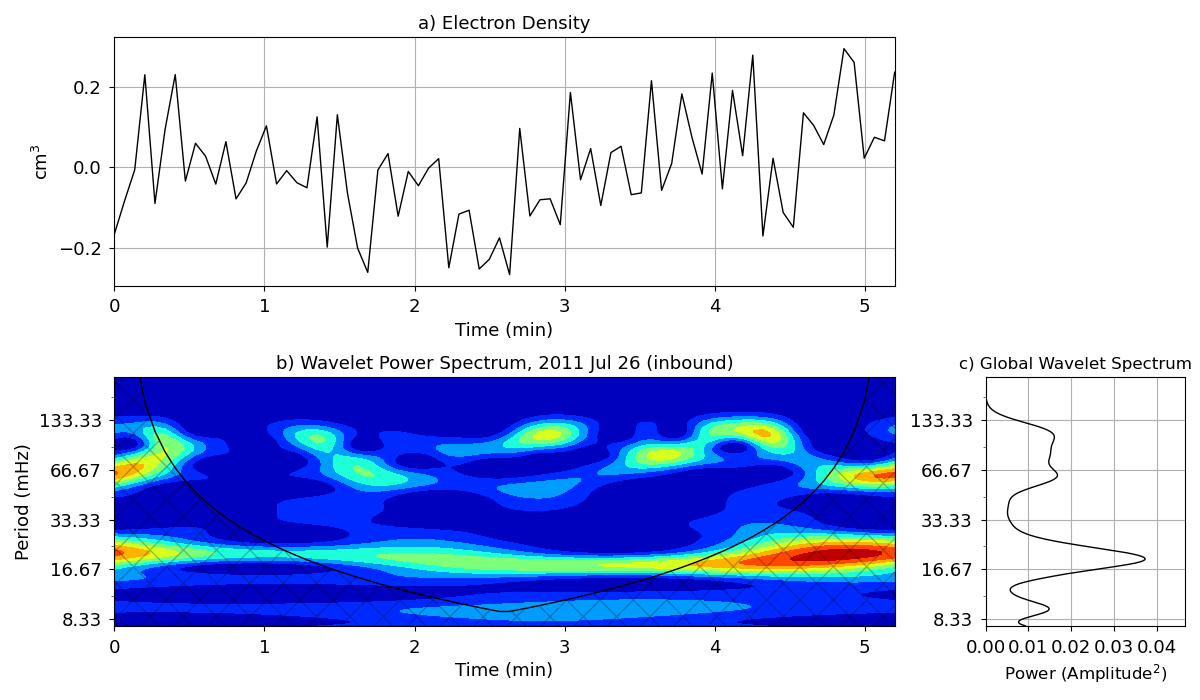 a) Electron Density
cm³
0.2
0.0
−0.2
0 1 2 3 4 5
Time (min)
b) Wavelet Power Spectrum, 2011 Jul 26 (inbound)
Period (mHz)
133.33
66.67
33.33
16.67
8.33
0 1 2 3 4 5
Time (min)
c) Global Wavelet Spectrum
133.33
66.67
33.33
16.67
8.33
0.00 0.01 0.02 0.03 0.04
Power (Amplitude²)